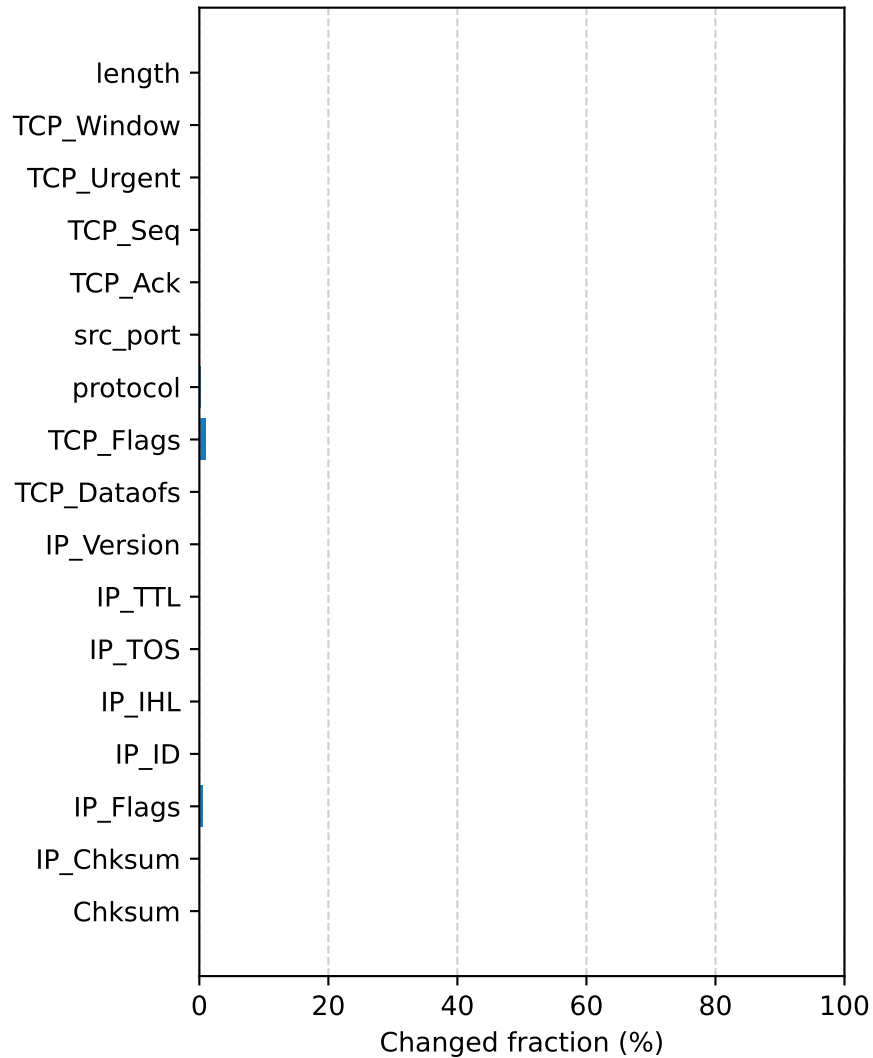 length
TCP_Window
TCP_Urgent
TCP_Seq
TCP_Ack
src_port
protocol
TCP_Flags
TCP_Dataofs
IP_Version
IP_TTL
IP_TOS
IP_IHL
IP_ID
IP_Flags
IP_Chksum
Chksum
0 20 40 60 80 100
Changed fraction (%)